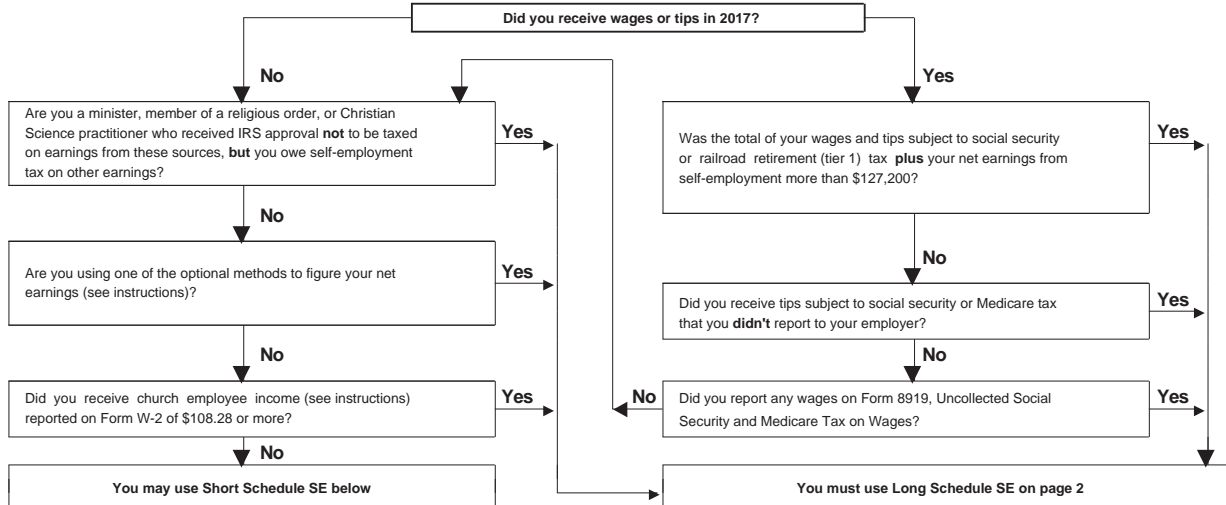 Did you receive wages or tips in 2017?
No
Yes
Are you a minister, member of a religious order, or Christian
Science practitioner who received IRS approval not to be taxed
on earnings from these sources, but you owe self-employment
tax on other earnings?
Yes
Was the total of your wages and tips subject to social security
or railroad retirement (tier 1) tax plus your net earnings from
self-employment more than $127,200?
Yes
No
No
Are you using one of the optional methods to figure your net
earnings (see instructions)?
Yes
Did you receive tips subject to social security or Medicare tax
that you didn't report to your employer?
Yes
No
No
Did you receive church employee income (see instructions)
reported on Form W-2 of $108.28 or more?
Yes
No
Did you report any wages on Form 8919, Uncollected Social
Security and Medicare Tax on Wages?
Yes
No
You may use Short Schedule SE below
You must use Long Schedule SE on page 2